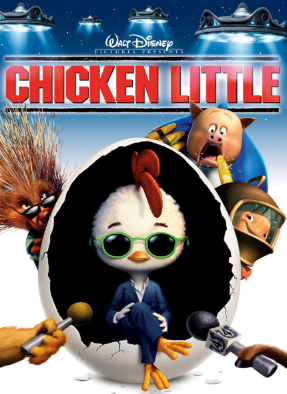 WALT DISNEY
PICTURES PRESENTS
CHICKEN LITTLE